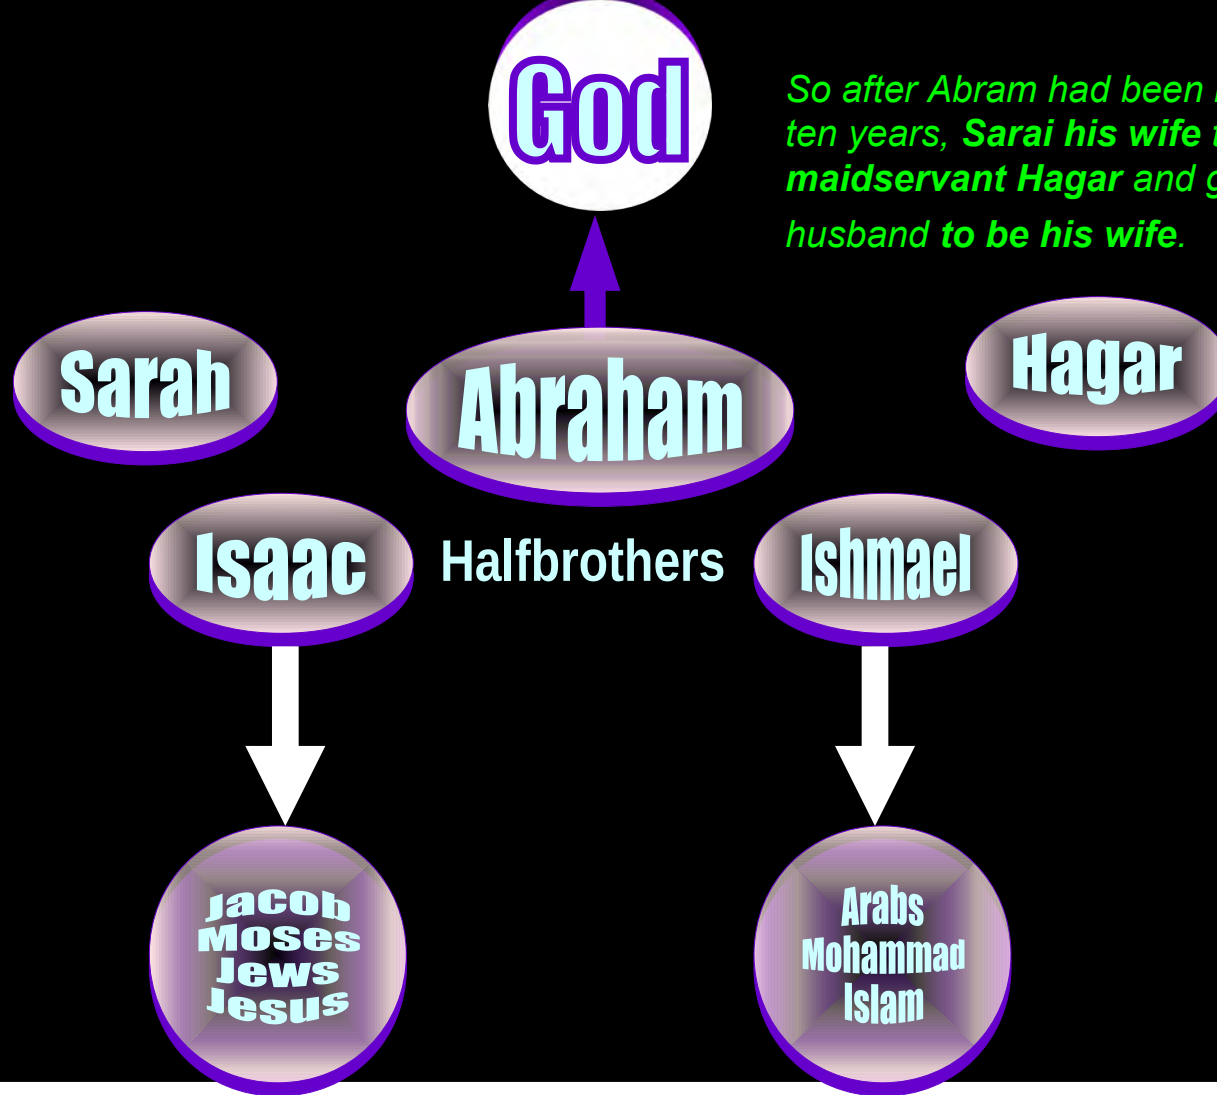 God
So after Abram had been
ten years, Sarai his wife
maidservant Hagar and
husband to be his wife.
Sarah
Abraham
Hagar
Isaac
Halfbrothers
Ishmael
Jacob
Moses
Jews
Jesus
Arabs
Mohammad
Islam